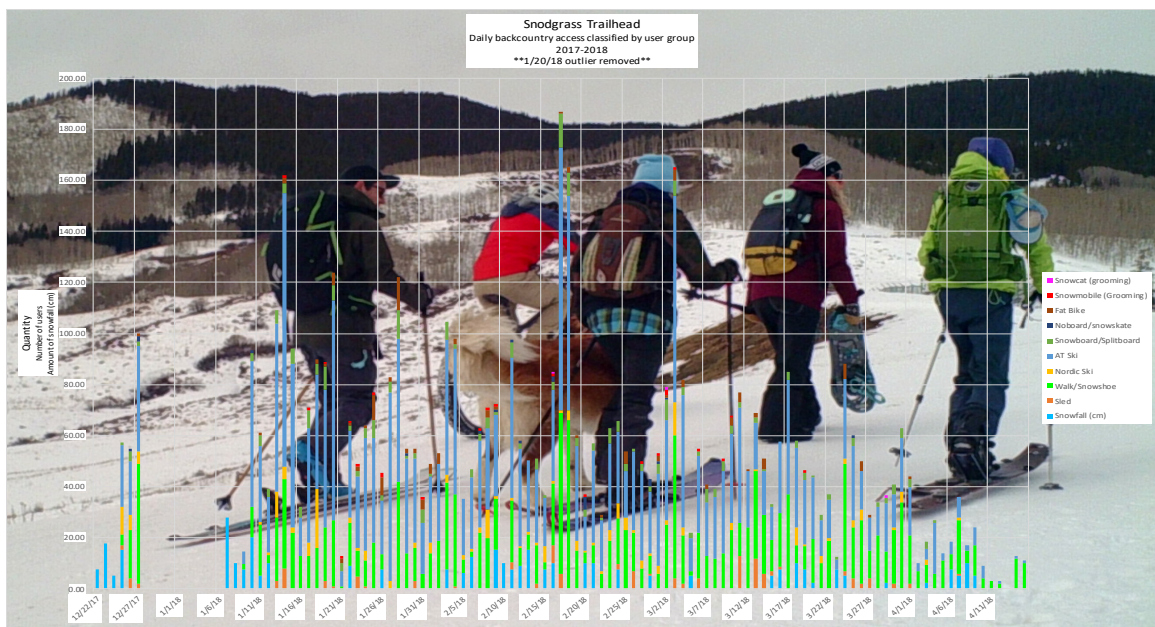 Snodgrass Trailhead
Daily backcountry access classified by user group
2017-2018
**1/20/18 outlier removed**
200.00
180.00
160.00
140.00
120.00
100.00
80.00
60.00
40.00
20.00
0.00
Quantity
Number of users
Amount of snowfall (cm)
12/22/17
12/27/17
1/1/18
1/6/18
1/11/18
1/16/18
1/21/18
1/26/18
1/31/18
2/5/18
2/10/18
2/15/18
2/20/18
2/25/18
3/2/18
3/7/18
3/12/18
3/17/18
3/22/18
3/27/18
4/1/18
4/6/18
4/11/18
Snowcat (grooming)
Snowmobile (Grooming)
Fat Bike
Noboard/snowskate
Snowboard/Splitboard
AT Ski
Nordic Ski
Walk/Snowshoe
Sled
Snowfall (cm)